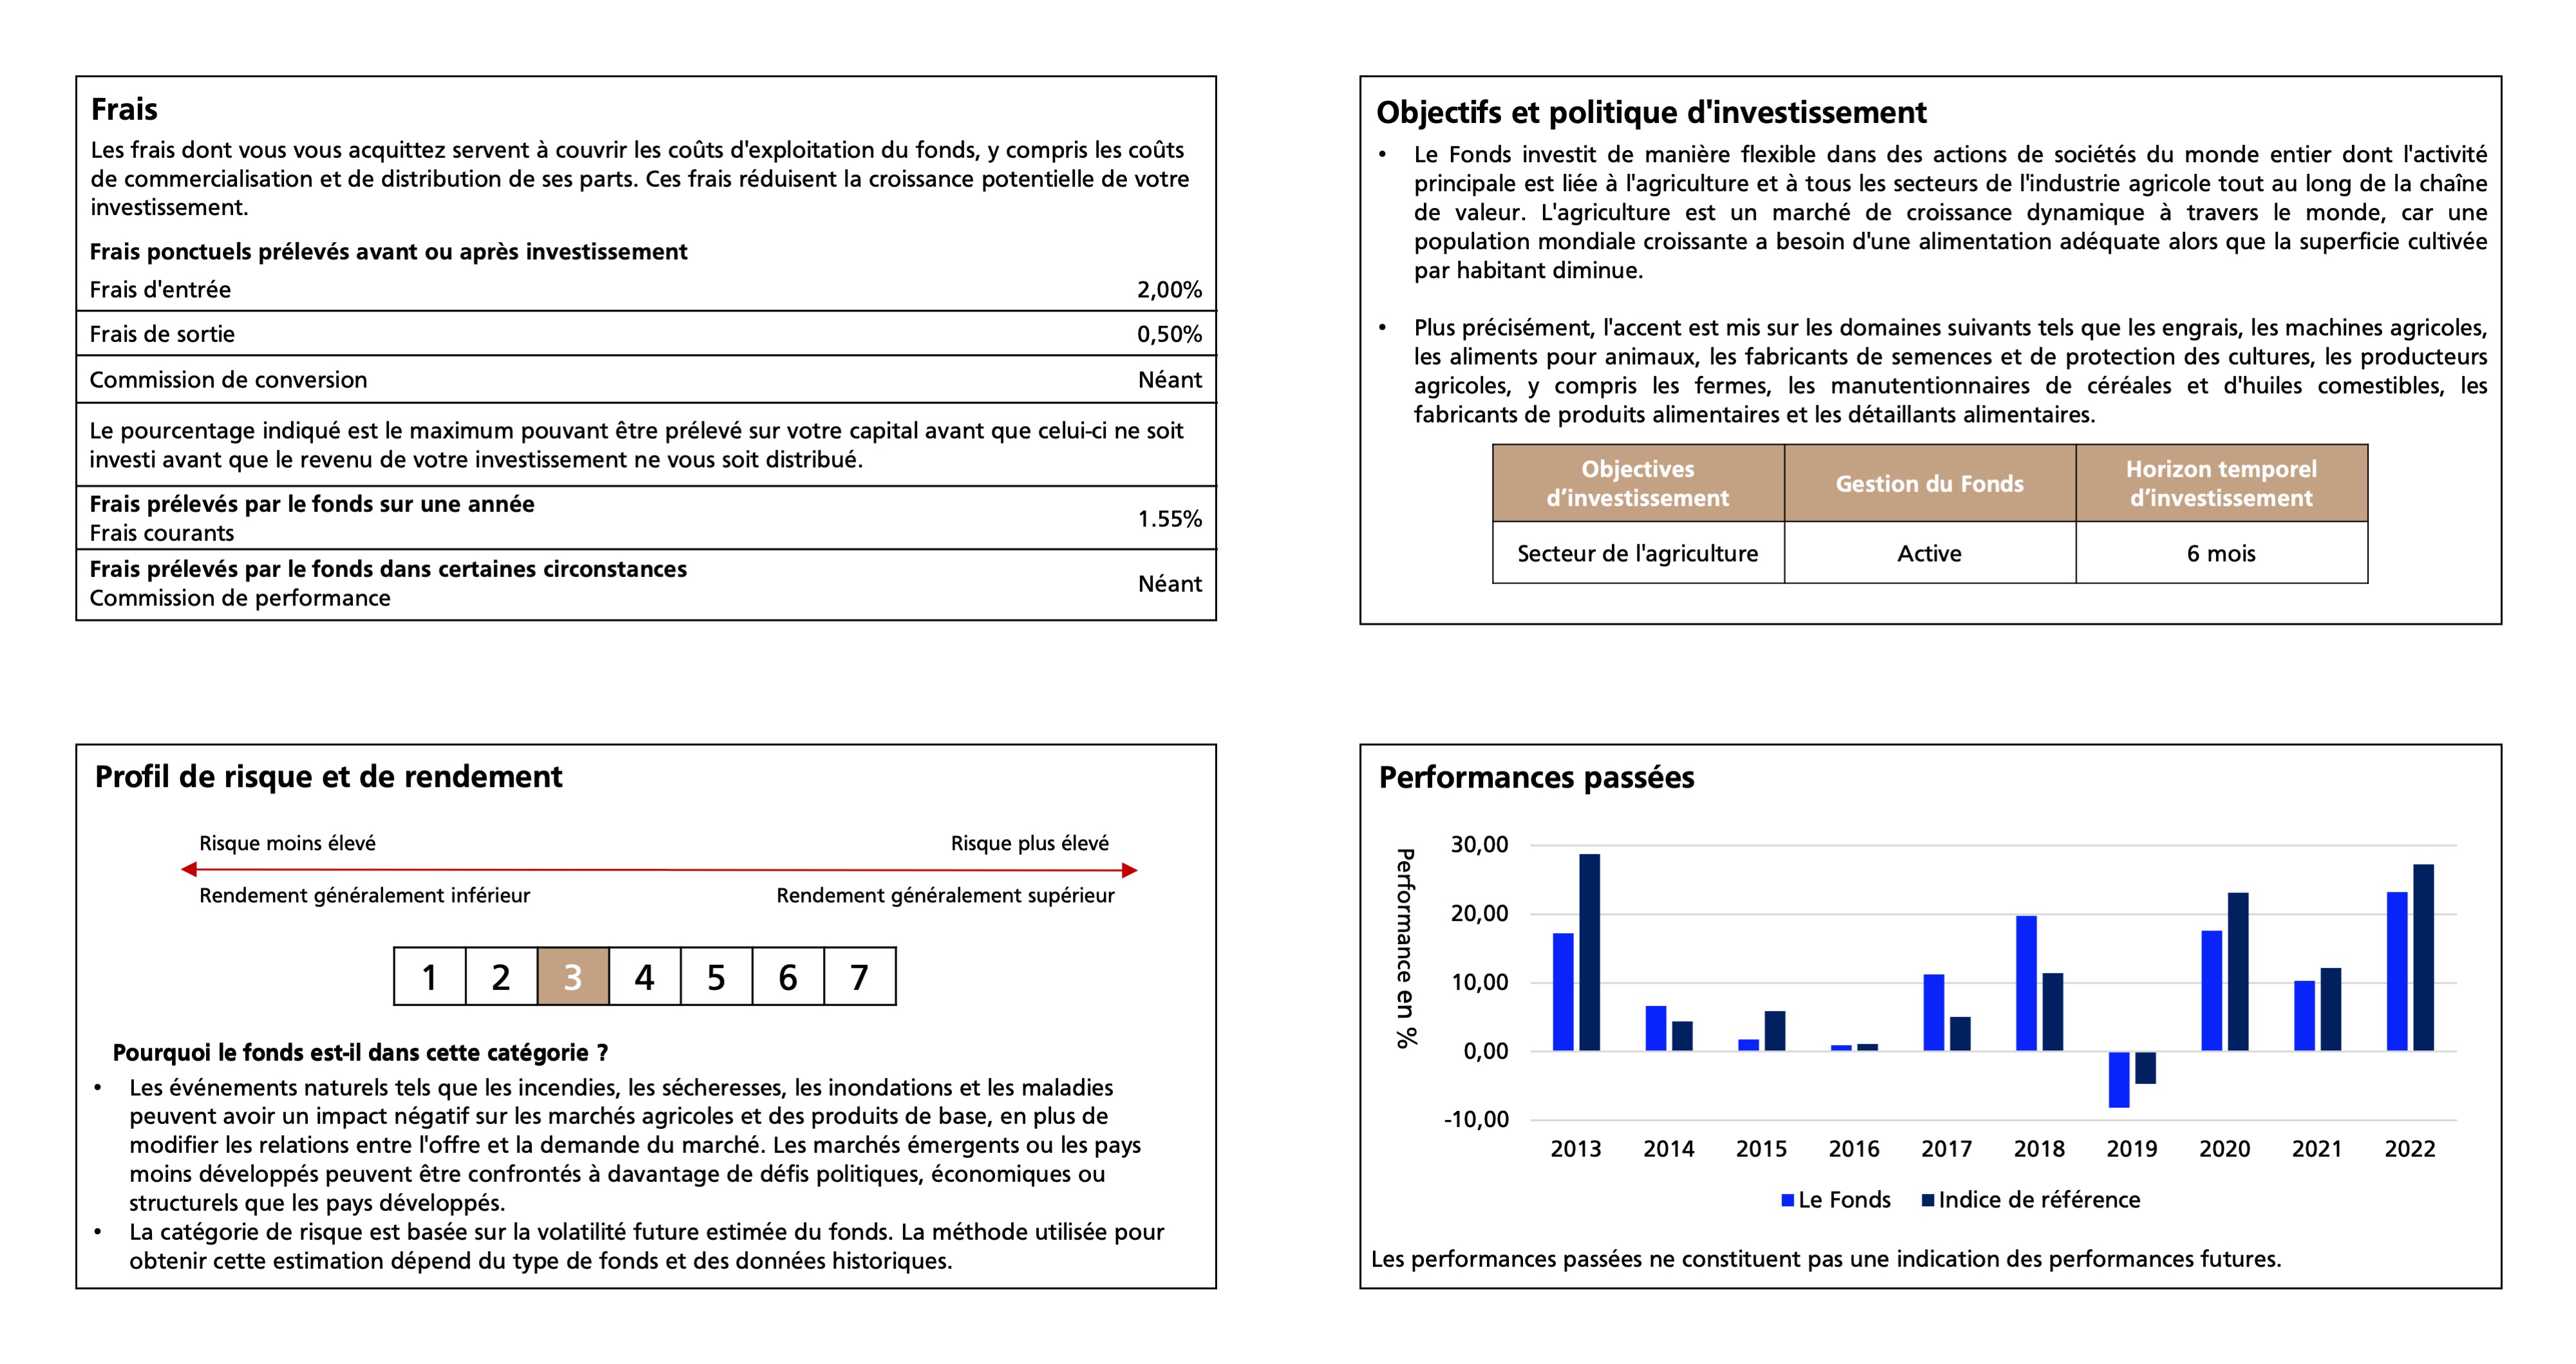 Frais
Les frais dont vous vous acquittez servent à couvrir les coûts d'exploitation du fonds, y compris les coûts
de commercialisation et de distribution de ses parts. Ces frais réduisent la croissance potentielle de votre
investissement.
Frais ponctuels prélevés avant ou après investissement
Frais d'entrée 2,00%
Frais de sortie 0,50%
Commission de conversion Néant
Le pourcentage indiqué est le maximum pouvant être prélevé sur votre capital avant que celui-ci ne soit
investi avant que le revenu de votre investissement ne vous soit distribué.
Frais prélevés par le fonds sur une année
Frais courants 1.55%
Frais prélevés par le fonds dans certaines circonstances
Commission de performance Néant
Objectifs et politique d'investissement
• Le Fonds investit de manière flexible dans des actions de sociétés du monde entier dont l'activité
principale est liée à l'agriculture et à tous les secteurs de l'industrie agricole tout au long de la chaîne
de valeur. L'agriculture est un marché de croissance dynamique à travers le monde, car une
population mondiale croissante a besoin d'une alimentation adéquate alors que la superficie cultivée
par habitant diminue.
• Plus précisément, l'accent est mis sur les domaines suivants tels que les engrais, les machines agricoles,
les aliments pour animaux, les fabricants de semences et de protection des cultures, les producteurs
agricoles, y compris les fermes, les manutentionnaires de céréales et d'huiles comestibles, les
fabricants de produits alimentaires et les détaillants alimentaires.
Objectives
d’investissement
Gestion du Fonds
Horizon temporel
d’investissement
Secteur de l'agriculture Active 6 mois
Profil de risque et de rendement
Risque moins élevé Risque plus élevé
Rendement généralement inférieur Rendement généralement supérieur
1 2 3 4 5 6 7
Pourquoi le fonds est-il dans cette catégorie ?
• Les événements naturels tels que les incendies, les sécheresses, les inondations et les maladies
peuvent avoir un impact négatif sur les marchés agricoles et des produits de base, en plus de
modifier les relations entre l'offre et la demande du marché. Les marchés émergents ou les pays
moins développés peuvent être confrontés à davantage de défis politiques, économiques ou
structurels que les pays développés.
• La catégorie de risque est basée sur la volatilité future estimée du fonds. La méthode utilisée pour
obtenir cette estimation dépend du type de fonds et des données historiques.
Performances passées
Performance en %
30,00
20,00
10,00
0,00
-10,00
2013 2014 2015 2016 2017 2018 2019 2020 2021 2022
Le Fonds Indice de référence
Les performances passées ne constituent pas une indication des performances futures.